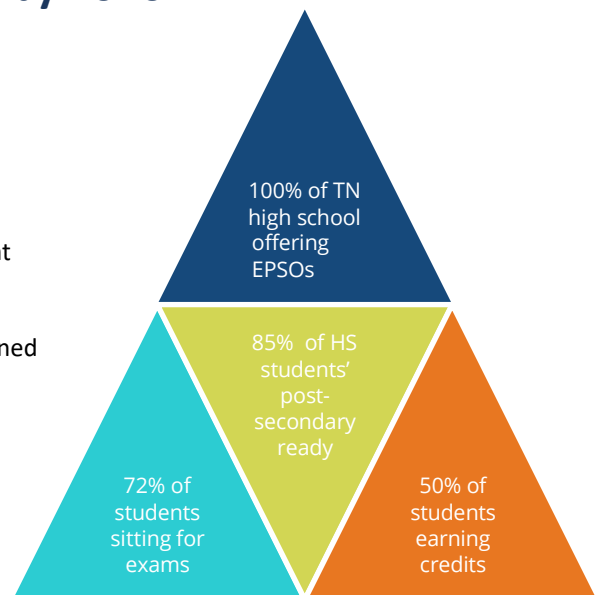 100% of TN
high school
offering
EPSOs
85% of HS
students’
post-
secondary
ready
72% of
students
sitting for
exams
50% of
students
earning
credits